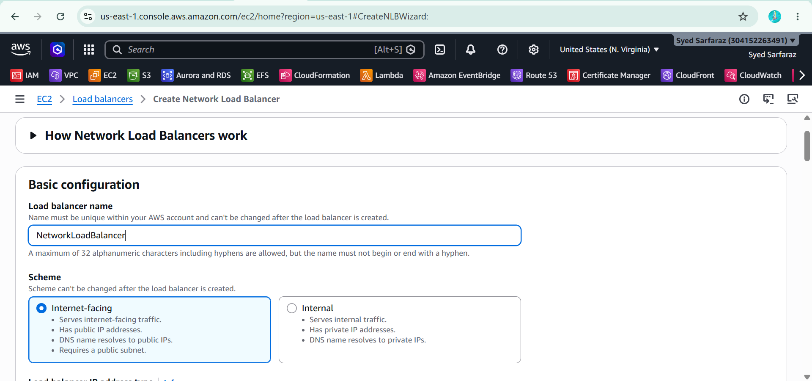 us-east-1.console.aws.amazon.com/ec2/home?region=us-east-1#CreateNLBWizard:
aws
Search
[Alt+S]
United States (N. Virginia)
Syed Sarfaraz (304152263491)
Syed Sarfaraz
IAM VPC EC2 S3 Aurora and RDS EFS CloudFormation Lambda Amazon EventBridge Route 53 Certificate Manager CloudFront CloudWatch
EC2 > Load balancers > Create Network Load Balancer
How Network Load Balancers work
Basic configuration
Load balancer name
Name must be unique within your AWS account and can't be changed after the load balancer is created.
NetworkLoadBalancer
A maximum of 32 alphanumeric characters including hyphens are allowed, but the name must not begin or end with a hyphen.
Scheme
Scheme can't be changed after the load balancer is created.
Internet-facing
• Serves internet-facing traffic.
• Has public IP addresses.
• DNS name resolves to public IPs.
• Requires a public subnet.
Internal
• Serves internal traffic.
• Has private IP addresses.
• DNS name resolves to private IPs.
Load balancer IP address type